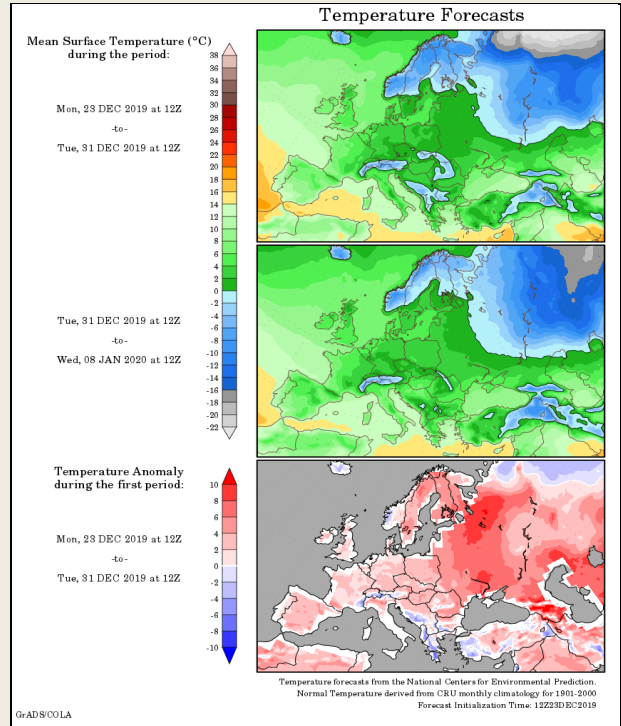 Temperature Forecasts
Mean Surface Temperature (°C)
during the period:
Mon, 23 DEC 2019 at 12Z
-to-
Tue, 31 DEC 2019 at 12Z
38
36
34
32
30
28
26
24
22
20
18
16
14
12
10
8
6
4
2
0
-2
-4
-6
-8
-10
-12
-14
-16
-18
-20
-22
Tue, 31 DEC 2019 at 12Z
-to-
Wed, 08 JAN 2020 at 12Z
Temperature Anomaly
during the first period:
Mon, 23 DEC 2019 at 12Z
-to-
Tue, 31 DEC 2019 at 12Z
10
8
6
4
2
0
-2
-4
-6
-8
-10
Temperature forecasts from the National Centers for Environmental Prediction.
Normal Temperature derived from CRU monthly climatology for 1901-2000
Forecast Initialization Time: 12Z23DEC2019
GrADS/COLA